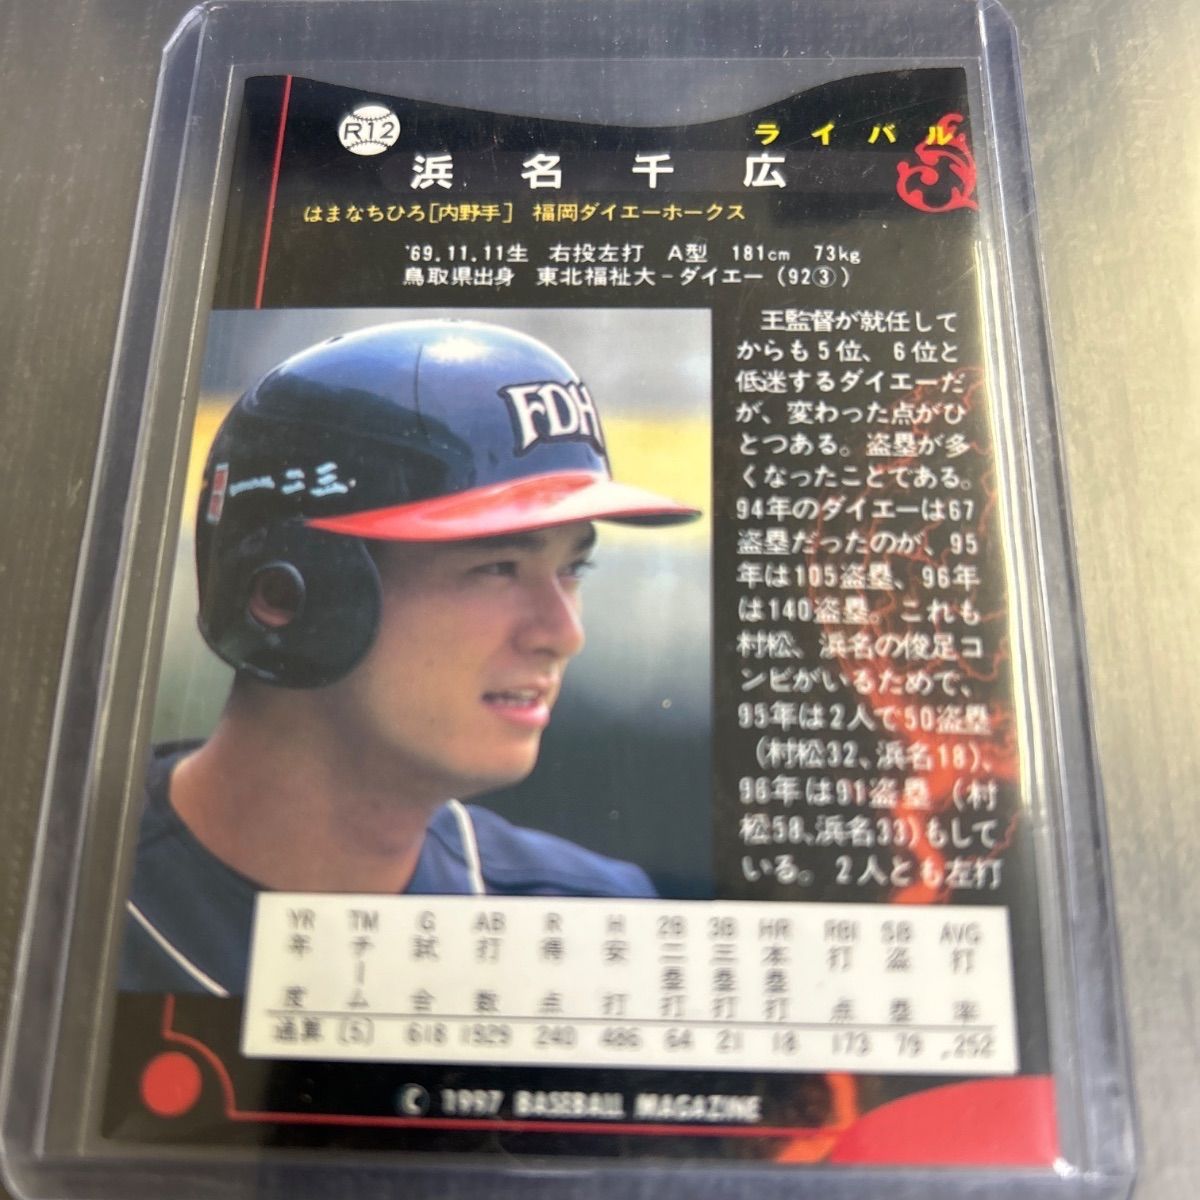 R12
ライバル
浜名千広
はまなちひろ[内野手] 福岡ダイエーホークス
'69.11.11生 右投左打 A型 181cm 73kg
鳥取県出身 東北福祉大-ダイエー(92③)
王監督が就任して
からも5位、6位と
低迷するダイエーだ
が、変わった点がひ
とつある。盗塁が多
くなったことである。
94年のダイエーは67
盗塁だったのが、95
年は105盗塁、96年
は140盗塁。これも
村松、浜名の俊足コ
ンビがいるためで、
95年は2人で50盗塁
(村松32、浜名18)、
96年は91盗塁(村
松58、浜名33)もして
いる。2人とも左打
FDH
一二三
YR TM G AB R H 2B 3B HR RBI SB AVG
年度 チーム 試合 打数 得点 安打 二塁打 三塁打 本塁打 打点 盗塁 打率
通算 (5) 618 1929 240 486 64 21 18 173 79 .252
© 1997 BASEBALL MAGAZINE